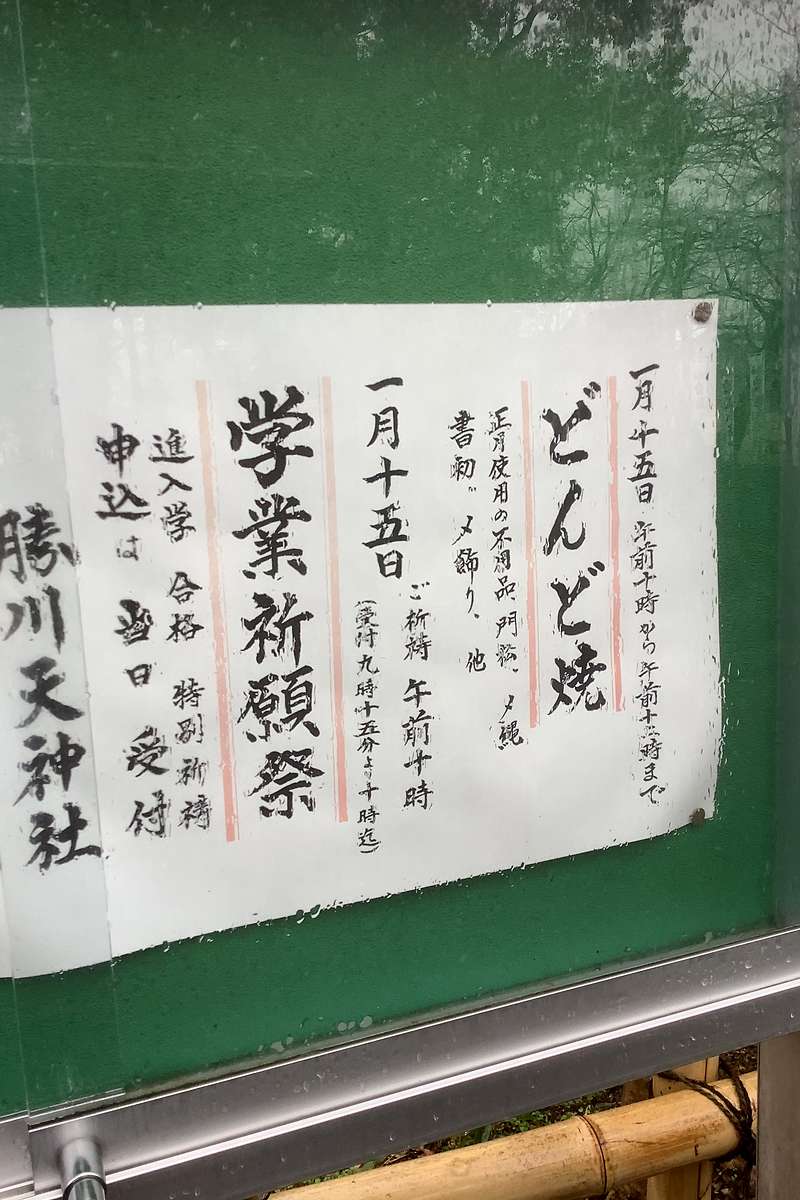 一月十五日 午前十時から午前十二時まで
どんど焼
正月使用の不用品 門松、〆縄
書初、〆飾り、他
一月十五日 ご祈祷 午前十時
(受付九時十五分より十時迄)
学業祈願祭
進入学 合格 特別祈祷
申込は 当日 受付
勝川天神社